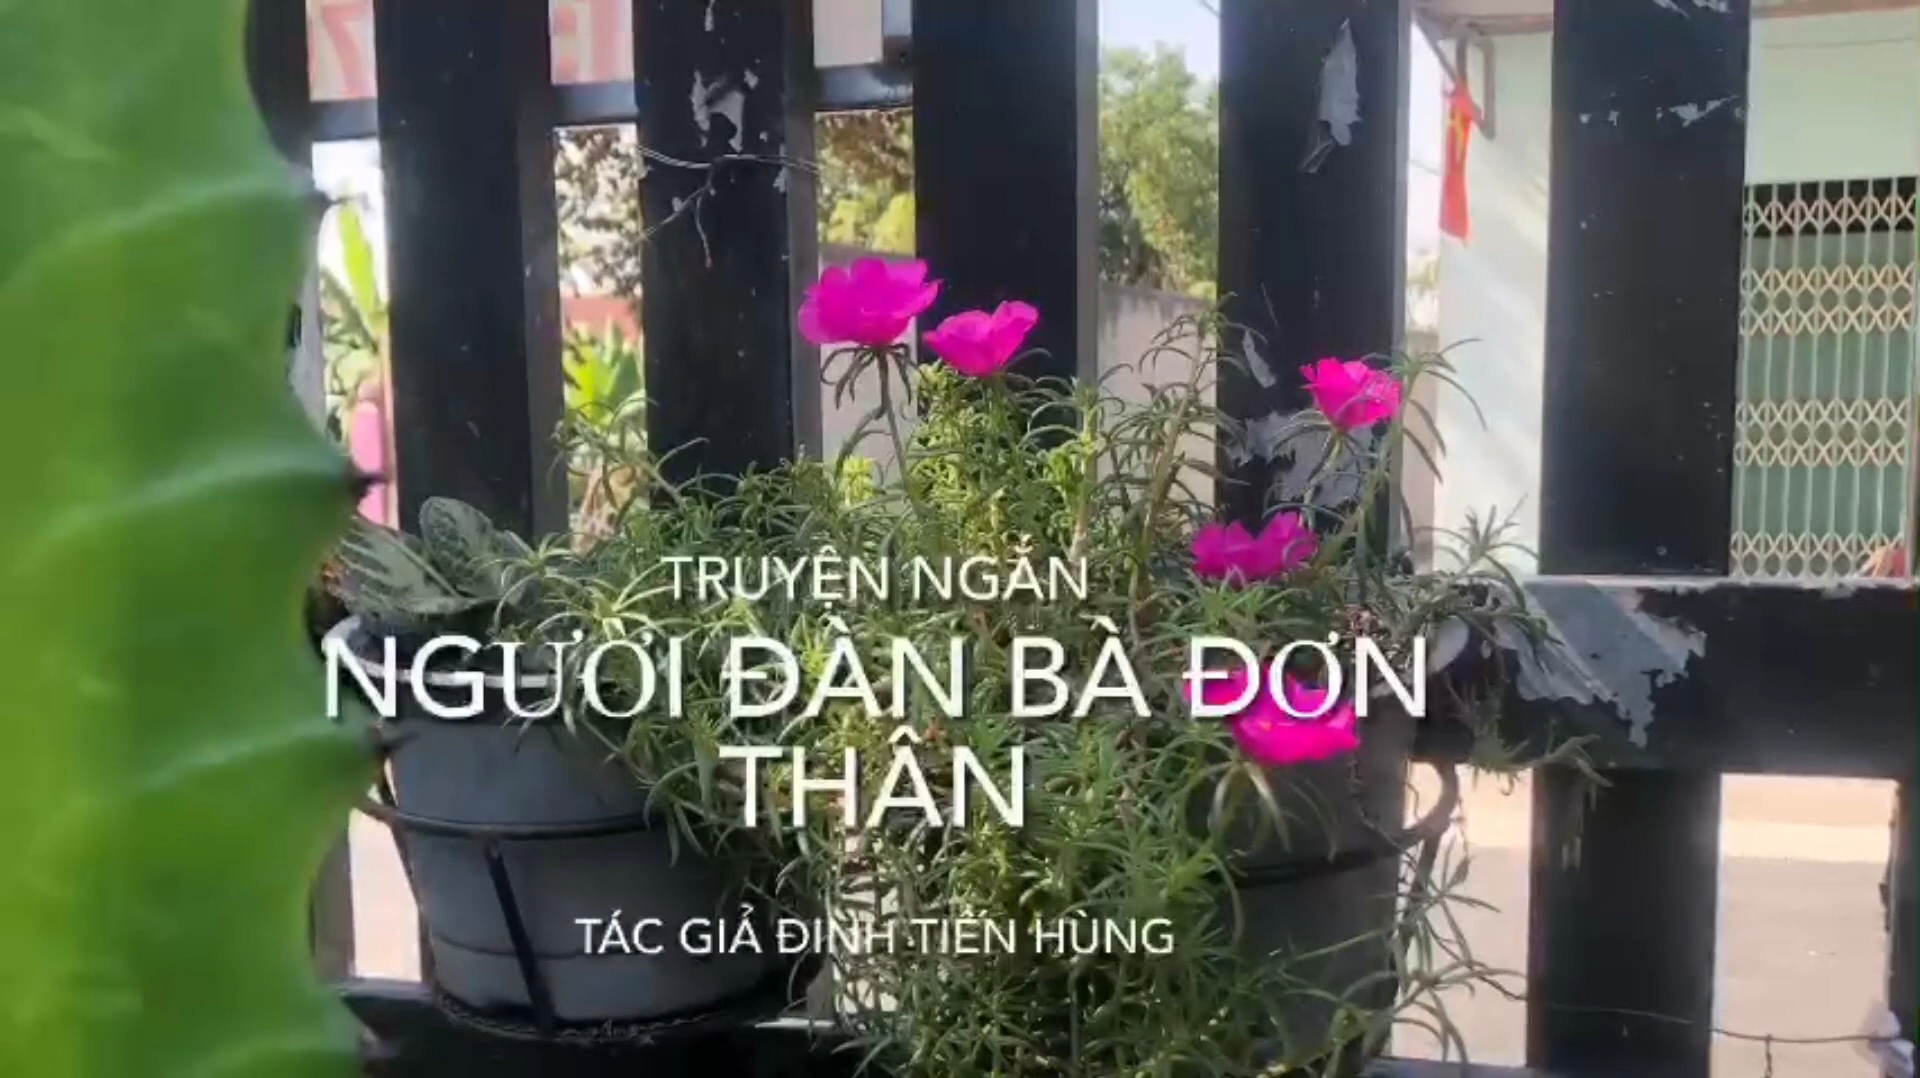 TRUYỆN NGẮN
NGƯỜI ĐÀN BÀ ĐƠN
THÂN
TÁC GIẢ ĐINH TIẾN HÙNG